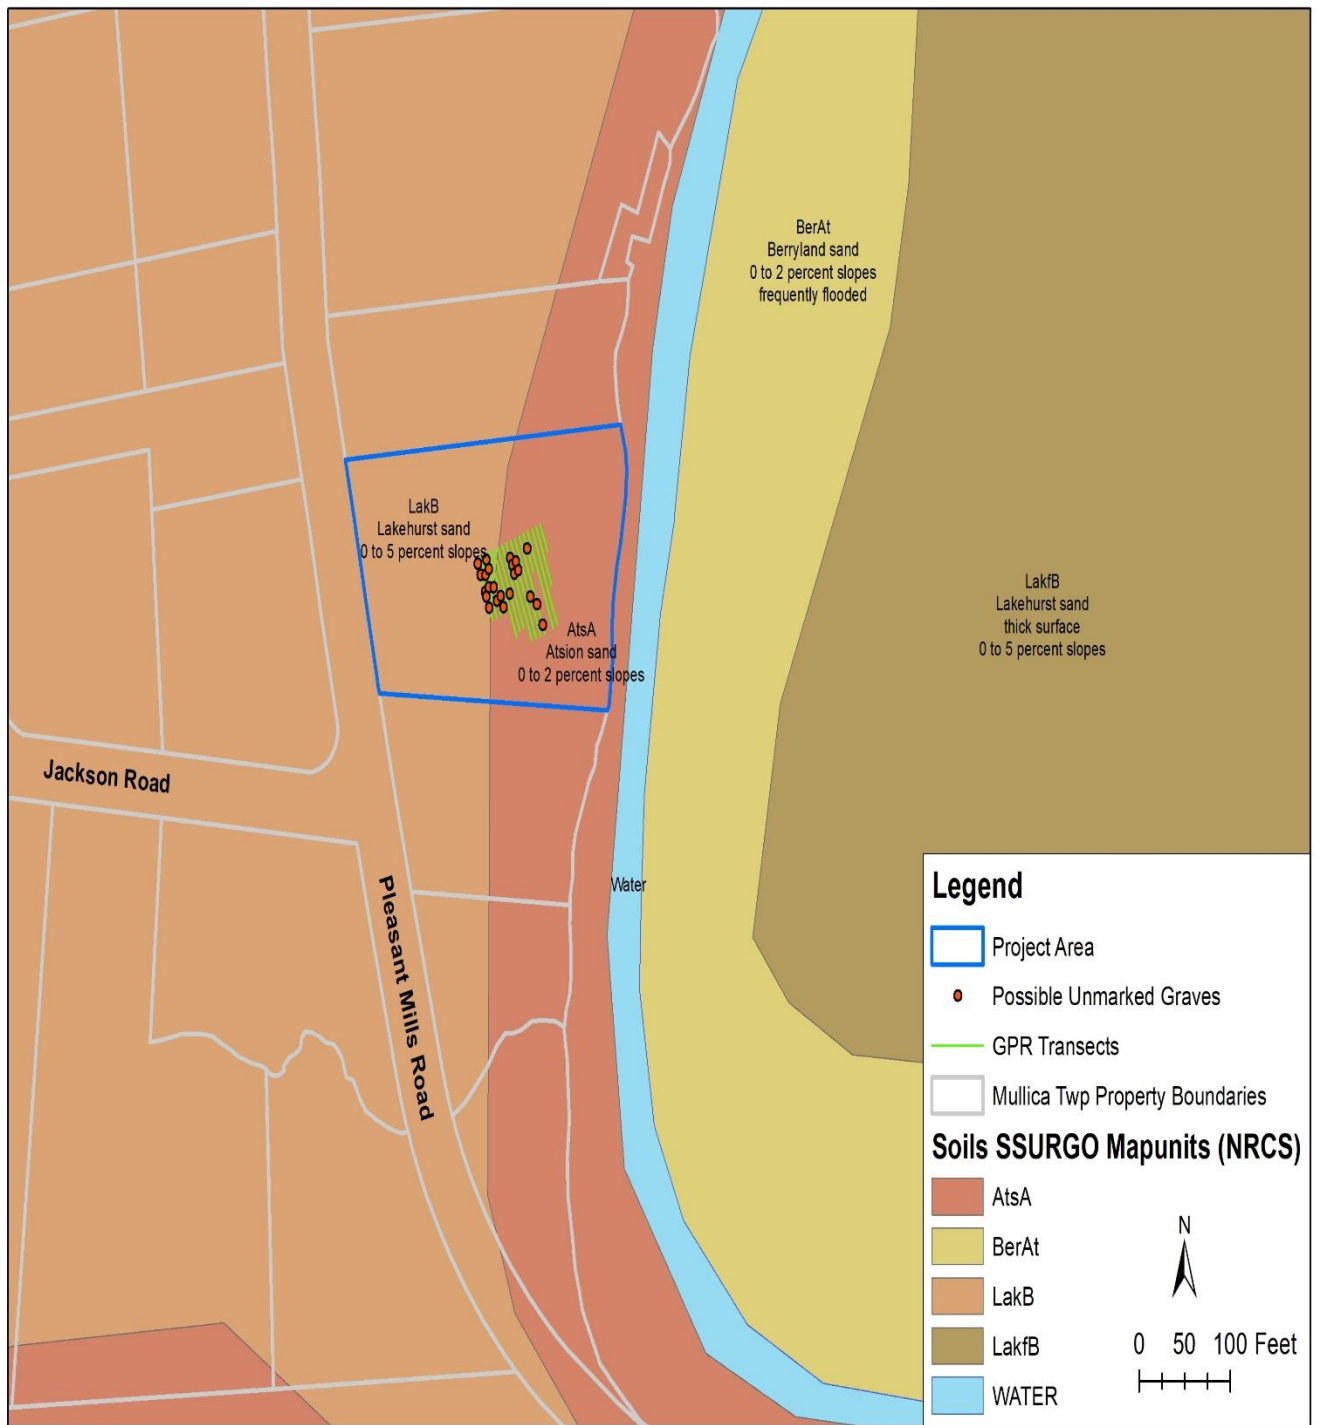 BerAt
Berryland sand
0 to 2 percent slopes
frequently flooded
LakB
Lakehurst sand
0 to 5 percent slopes
LakfB
Lakehurst sand
thick surface
0 to 5 percent slopes
AtsA
Atsion sand
0 to 2 percent slopes
Jackson Road
Pleasant Mills Road
Water
Legend
Project Area
Possible Unmarked Graves
GPR Transects
Mullica Twp Property Boundaries
Soils SSURGO Mapunits (NRCS)
AtsA
BerAt
LakB
LakfB
WATER
N
0 50 100 Feet